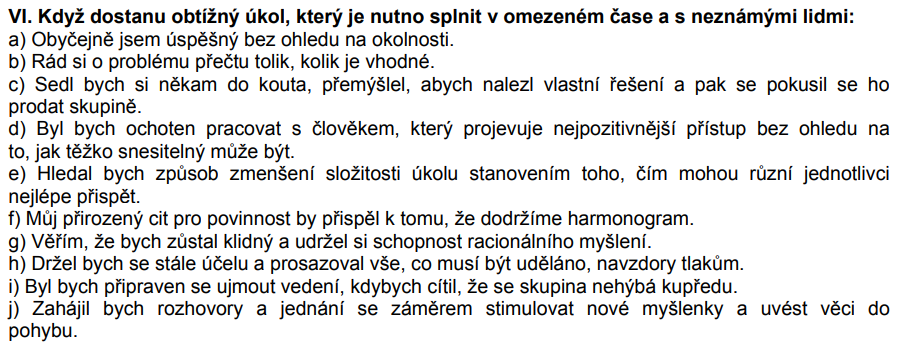 VI. Když dostanu obtížný úkol, který je nutno splnit v omezeném čase a s neznámými lidmi:
a) Obyčejně jsem úspěšný bez ohledu na okolnosti.
b) Rád si o problému přečtu tolik, kolik je vhodné.
c) Sedl bych si někam do kouta, přemýšlel, abych nalezl vlastní řešení a pak se pokusil se ho
prodat skupině.
d) Byl bych ochoten pracovat s člověkem, který projevuje nejpozitivnější přístup bez ohledu na
to, jak těžko snesitelný může být.
e) Hledal bych způsob zmenšení složitosti úkolu stanovením toho, čím mohou různí jednotlivci
nejlépe přispět.
f) Můj přirozený cit pro povinnost by přispěl k tomu, že dodržíme harmonogram.
g) Věřím, že bych zůstal klidný a udržel si schopnost racionálního myšlení.
h) Držel bych se stále účelu a prosazoval vše, co musí být uděláno, navzdory tlakům.
i) Byl bych připraven se ujmout vedení, kdybych cítil, že se skupina nehýbá kupředu.
j) Zahájil bych rozhovory a jednání se záměrem stimulovat nové myšlenky a uvést věci do
pohybu.